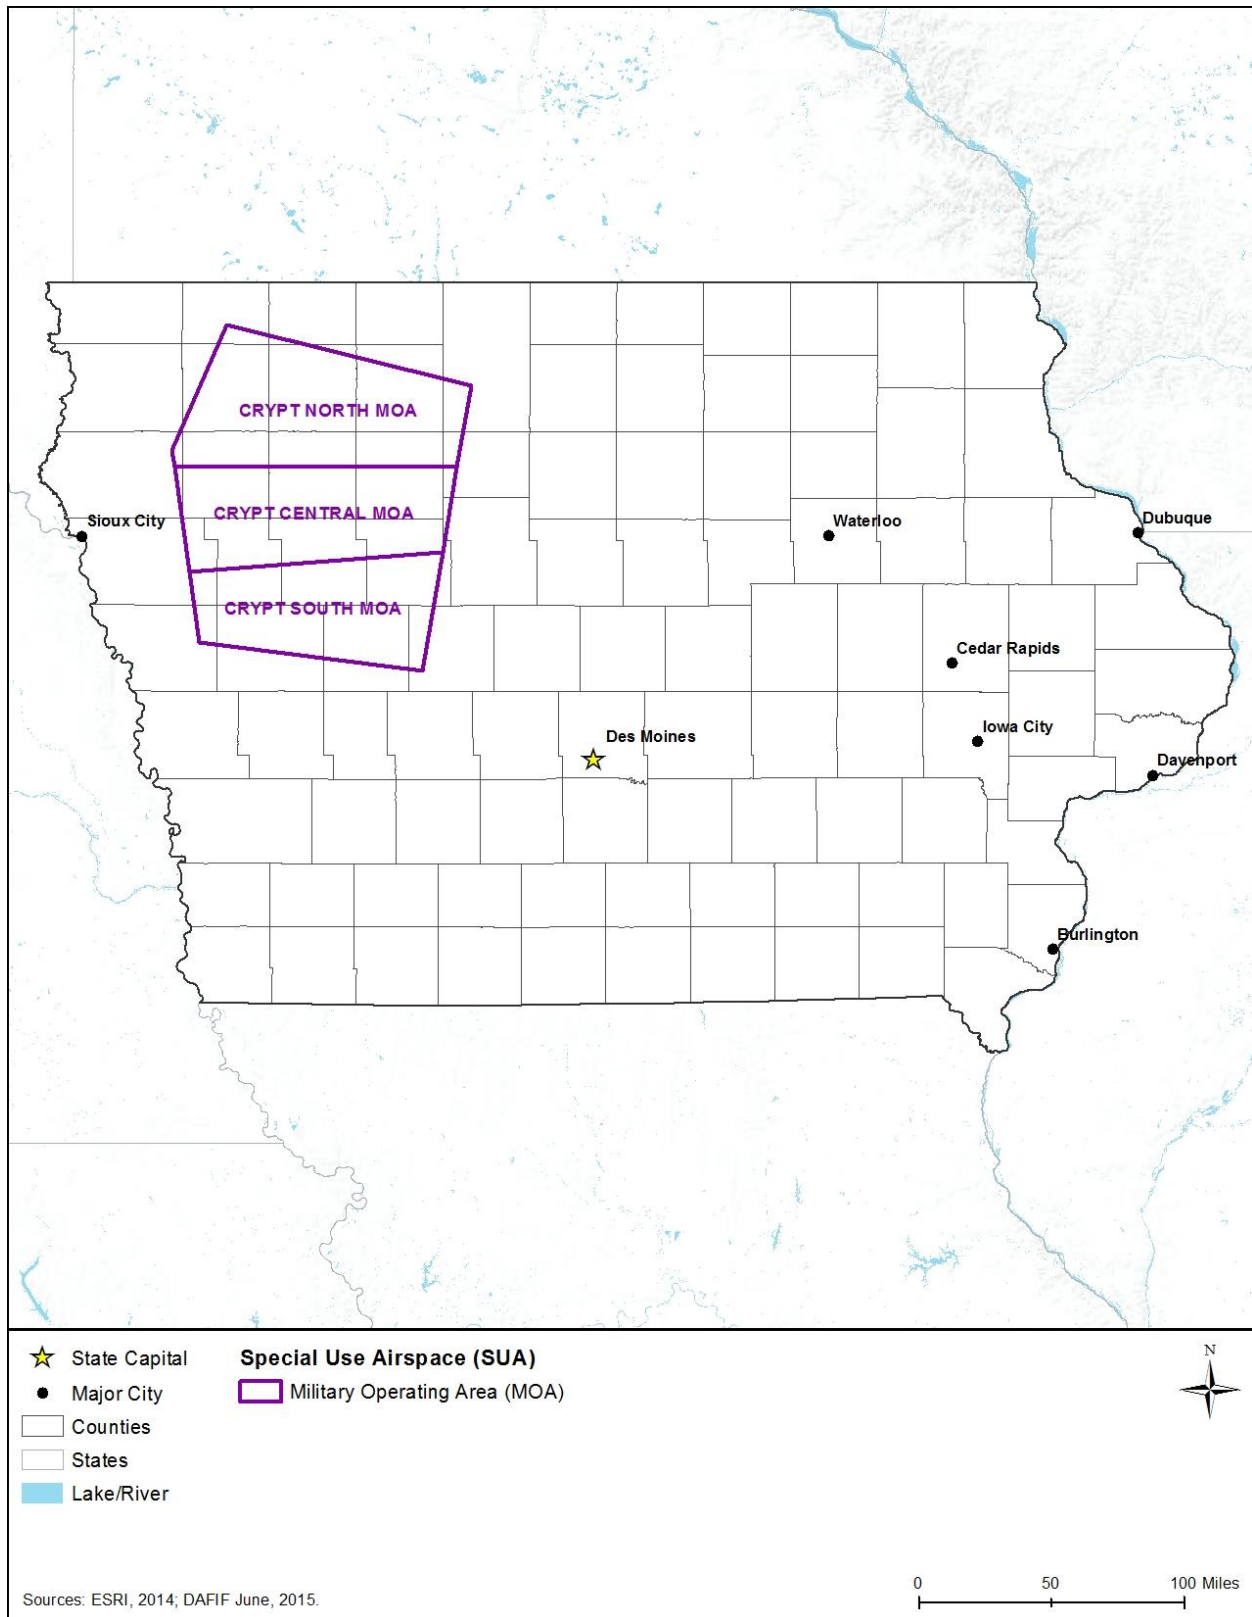 CRYPT NORTH MOA
CRYPT CENTRAL MOA
Sioux City
Waterloo
Dubuque
CRYPT SOUTH MOA
Cedar Rapids
Iowa City
Des Moines
Davenport
Burlington
State Capital
Major City
Counties
States
Lake/River
Special Use Airspace (SUA)
Military Operating Area (MOA)
N
Sources: ESRI, 2014; DAFIF June, 2015.
0 50 100 Miles